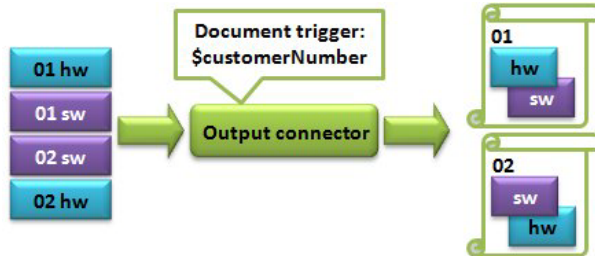 Document trigger:
$customerNumber
01 hw
01 sw
02 sw
02 hw
Output connector
01
hw
sw
02
sw
hw